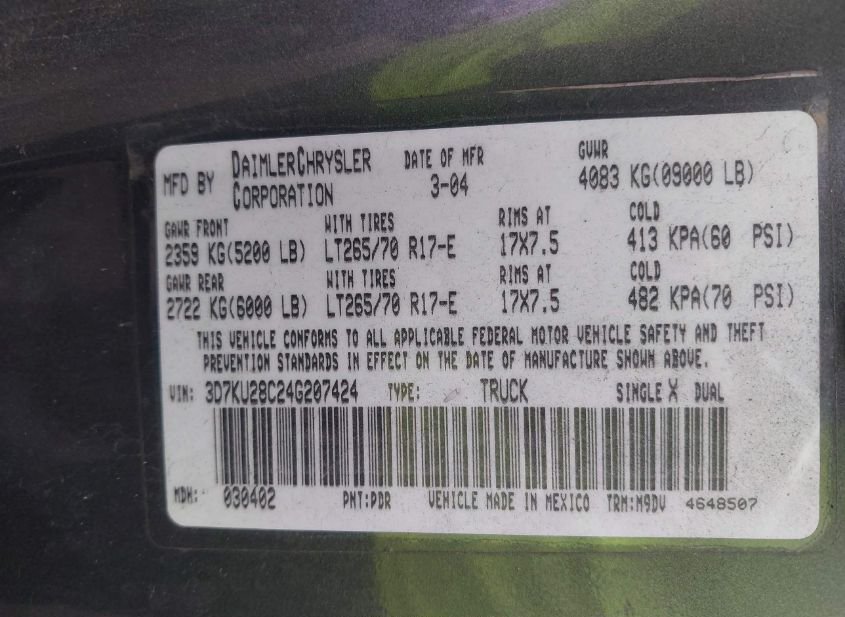 MFD BY DAIMLERCHRYSLER CORPORATION DATE OF MFR 3-04 GVWR 4083 KG(09000 LB)
GAWR FRONT WITH TIRES RIMS AT COLD
2359 KG(5200 LB) LT265/70 R17-E 17X7.5 413 KPA(60 PSI)
GAWR REAR WITH TIRES RIMS AT COLD
2722 KG(6000 LB) LT265/70 R17-E 17X7.5 482 KPA(70 PSI)
THIS VEHICLE CONFORMS TO ALL APPLICABLE FEDERAL MOTOR VEHICLE SAFETY AND THEFT
PREVENTION STANDARDS IN EFFECT ON THE DATE OF MANUFACTURE SHOWN ABOVE.
VIN: 3D7KU28C24G207424 TYPE: TRUCK SINGLE X DUAL
MDH: 030402 PNT:PDR VEHICLE MADE IN MEXICO TRM:M9DV 4648507